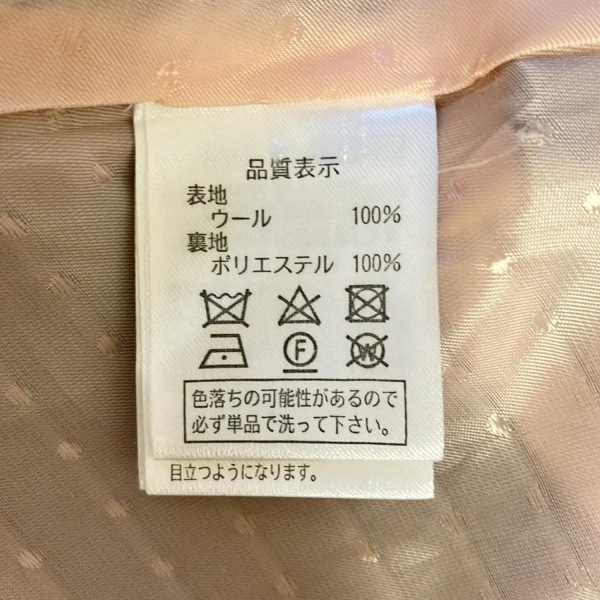 品質表示
表地
ウール 100%
裏地
ポリエステル 100%
F W
色落ちの可能性があるので
必ず単品で洗って下さい。
目立つようになります。